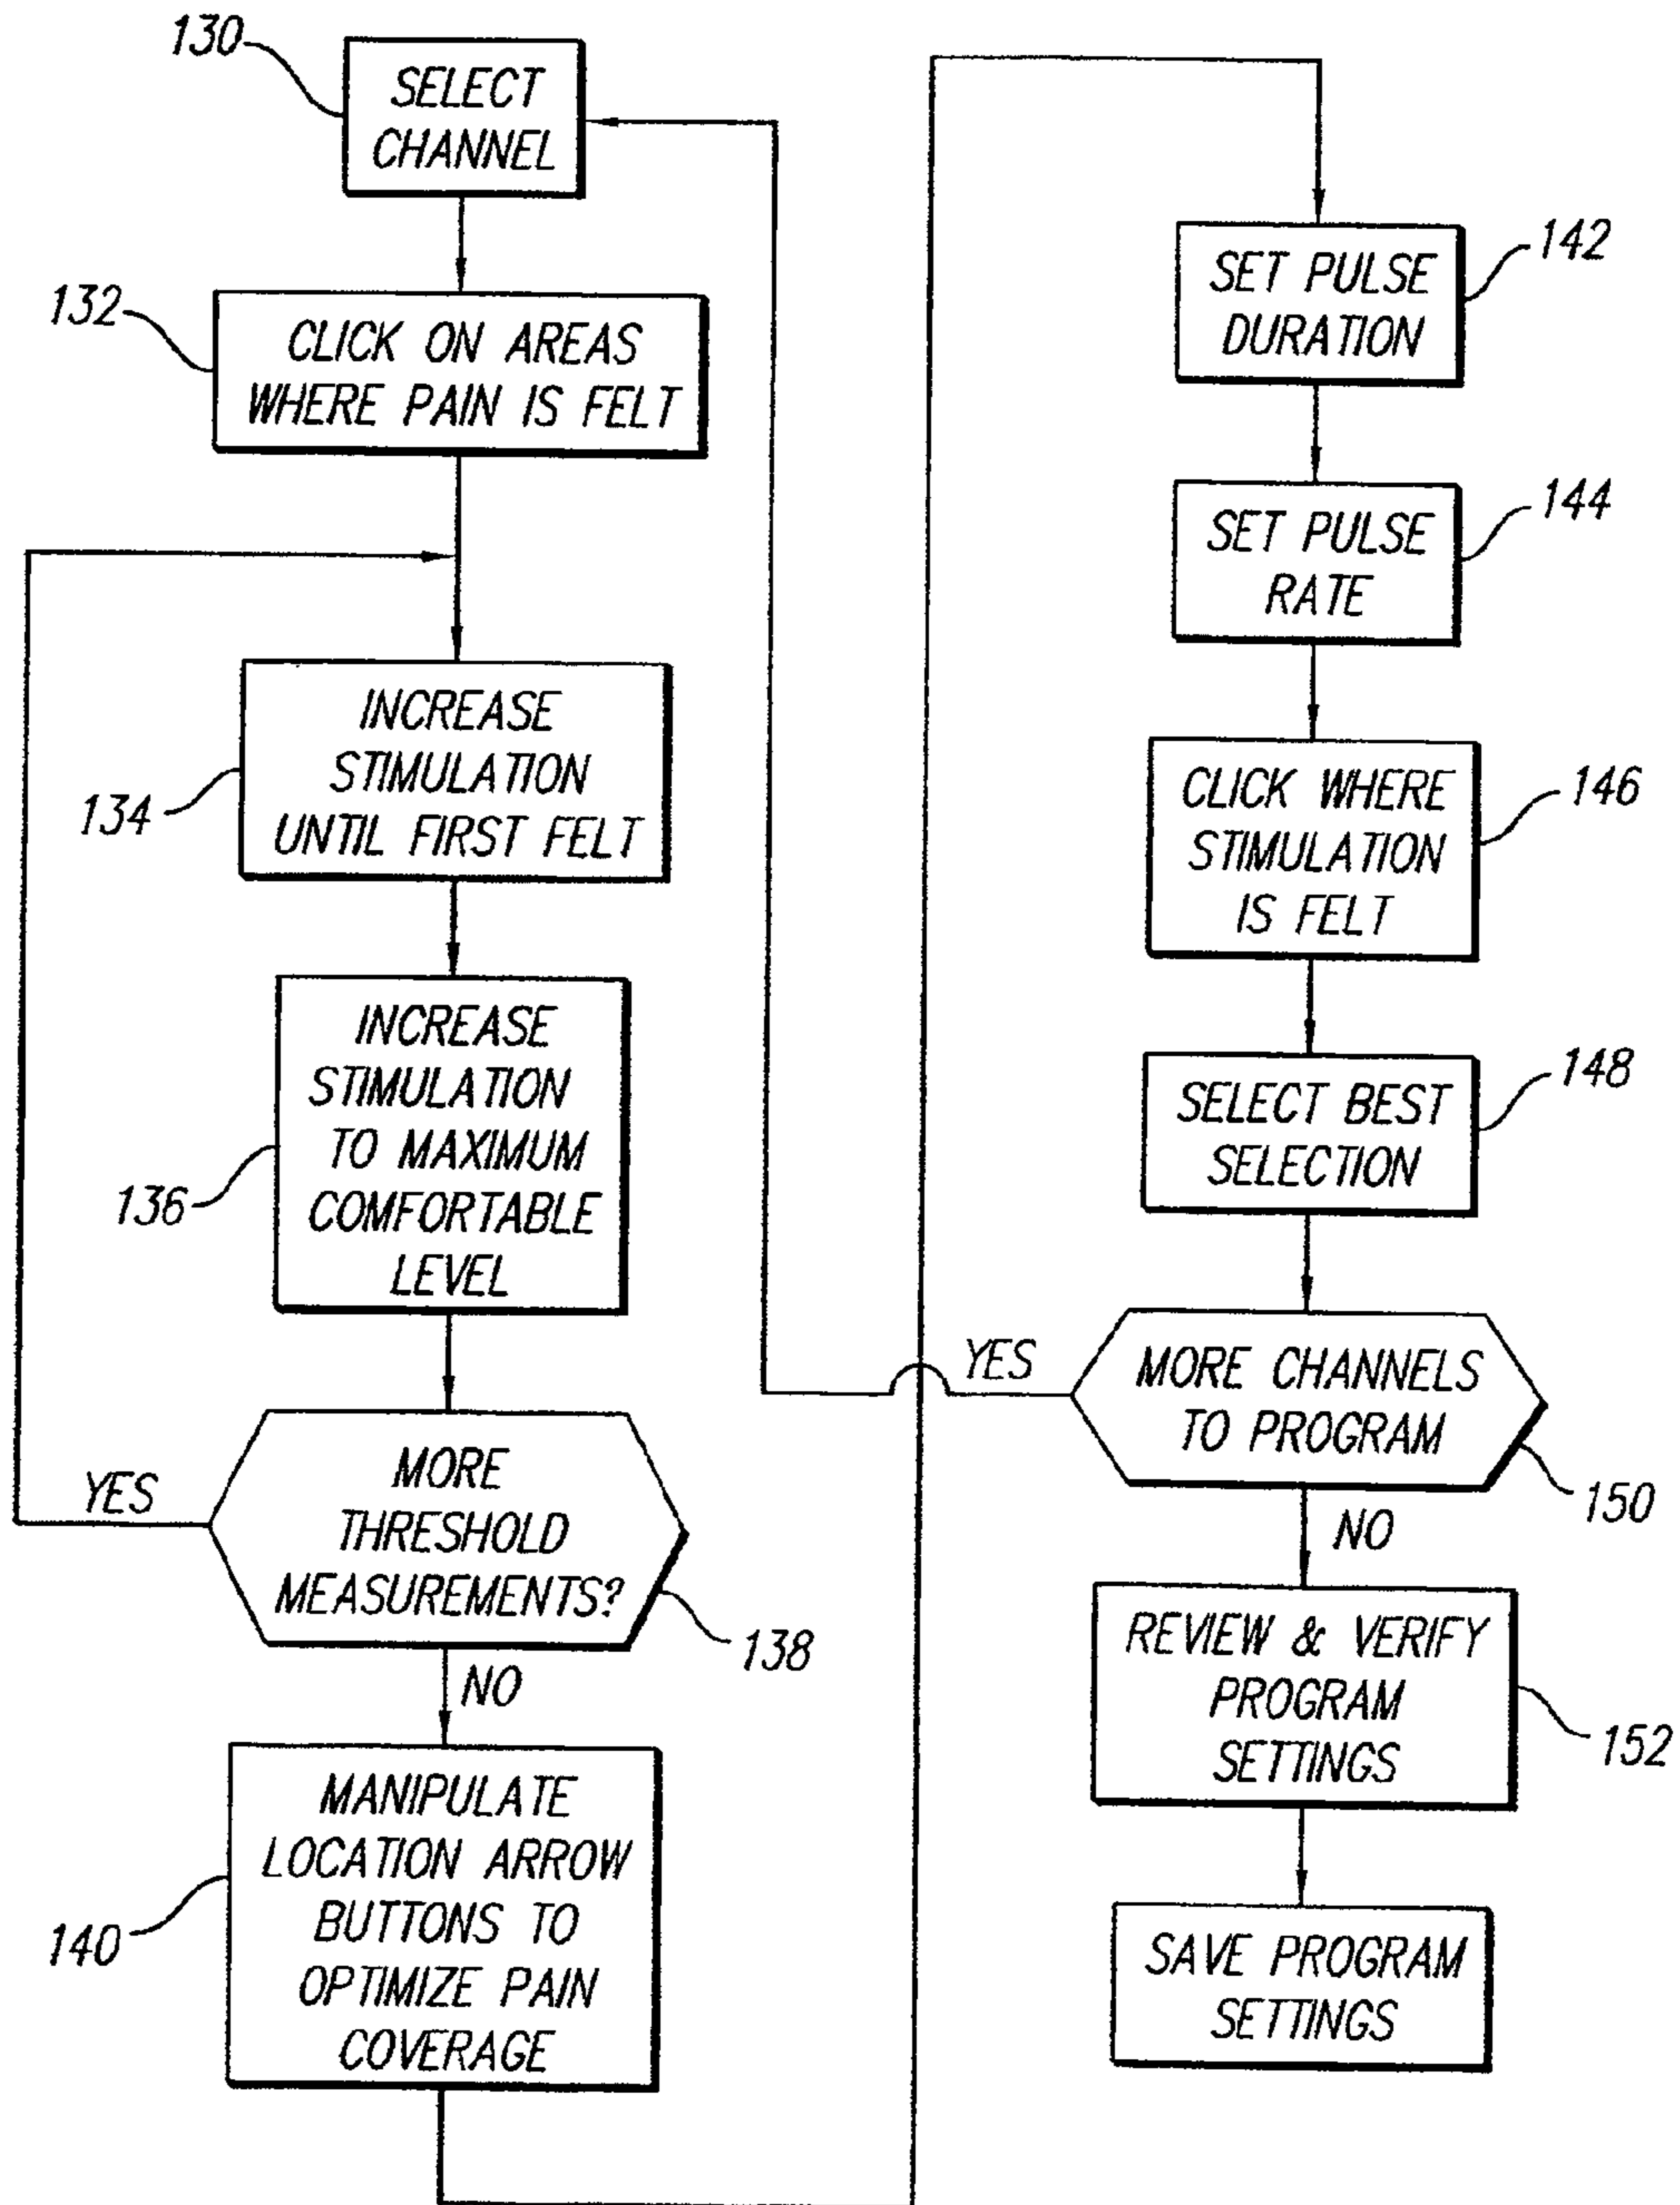 130
SELECT
CHANNEL
132
CLICK ON AREAS
WHERE PAIN IS FELT
INCREASE
STIMULATION
UNTIL FIRST FELT
134
INCREASE
STIMULATION
TO MAXIMUM
COMFORTABLE
LEVEL
136
MORE
THRESHOLD
MEASUREMENTS?
YES
138
NO
MANIPULATE
LOCATION ARROW
BUTTONS TO
OPTIMIZE PAIN
COVERAGE
140
SET PULSE
DURATION
142
SET PULSE
RATE
144
CLICK WHERE
STIMULATION
IS FELT
146
SELECT BEST
SELECTION
148
YES
MORE CHANNELS
TO PROGRAM
150
NO
REVIEW & VERIFY
PROGRAM
SETTINGS
152
SAVE PROGRAM
SETTINGS